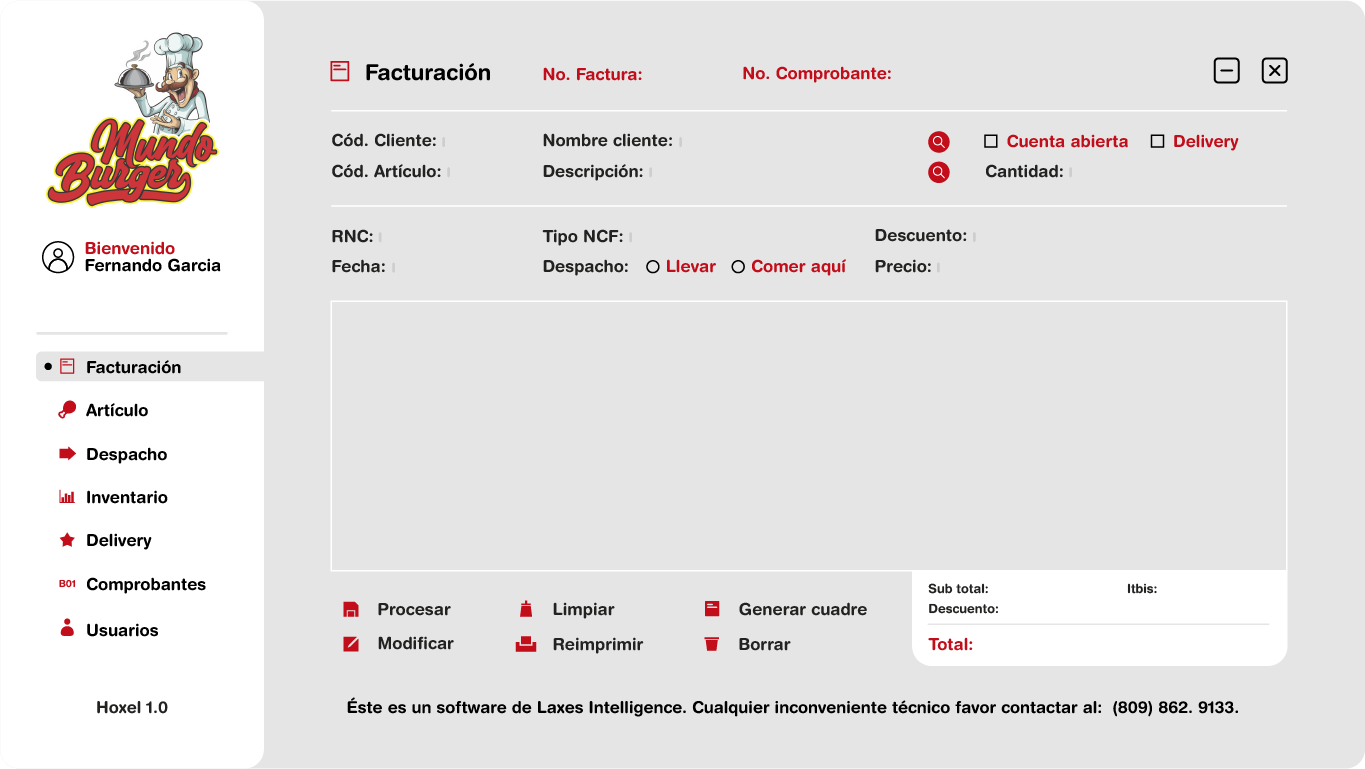 Mundo
Burger
Bienvenido
Fernando Garcia
Facturación
Artículo
Despacho
Inventario
Delivery
B01 Comprobantes
Usuarios
Hoxel 1.0
Facturación No. Factura: No. Comprobante:
Cód. Cliente: Nombre cliente: Cuenta abierta Delivery
Cód. Artículo: Descripción: Cantidad:
RNC: Tipo NCF: Descuento:
Fecha: Despacho: Llevar Comer aquí Precio:
Sub total: Itbis:
Descuento:
Total:
Procesar Limpiar Generar cuadre
Modificar Reimprimir Borrar
Éste es un software de Laxes Intelligence. Cualquier inconveniente técnico favor contactar al: (809) 862. 9133.